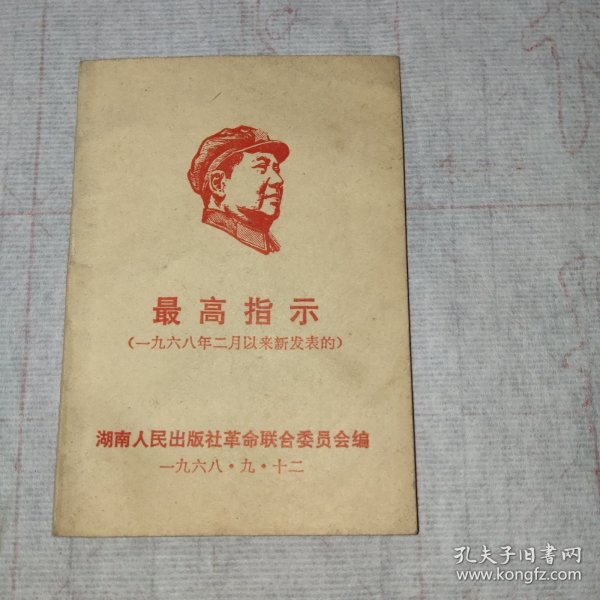 最高指示
(一九六八年二月以来新发表的)
湖南人民出版社革命联合委员会编
一九六八·九·十二
孔夫子旧书网
www.kongfz.com